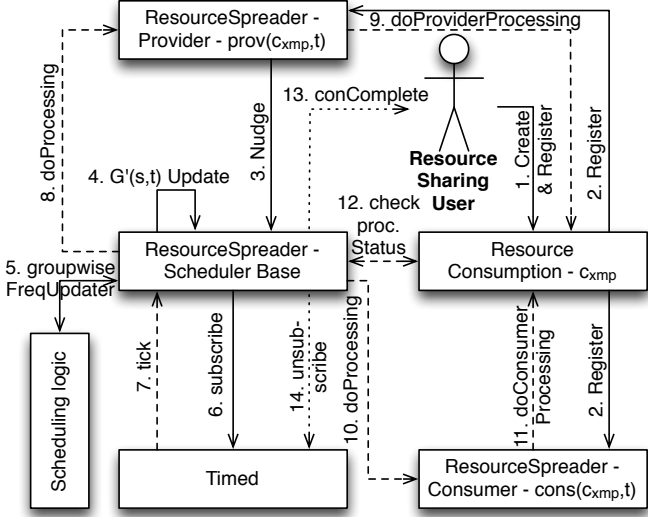 ResourceSpreader -
Provider - prov(cxmp,t)
9. doProviderProcessing
8. doProcessing
3. Nudge
13. conComplete
Resource
Sharing
User
1. Create
& Register
2. Register
4. G'(s,t) Update
12. check
proc.
Status
ResourceSpreader -
Scheduler Base
Resource
Consumption - cxmp
5. groupwise
FreqUpdater
Scheduling logic
7. tick
6. subscribe
14. unsub-
scribe
10. doProcessing
11. doConsumer
Processing
2. Register
Timed
ResourceSpreader -
Consumer - cons(cxmp,t)